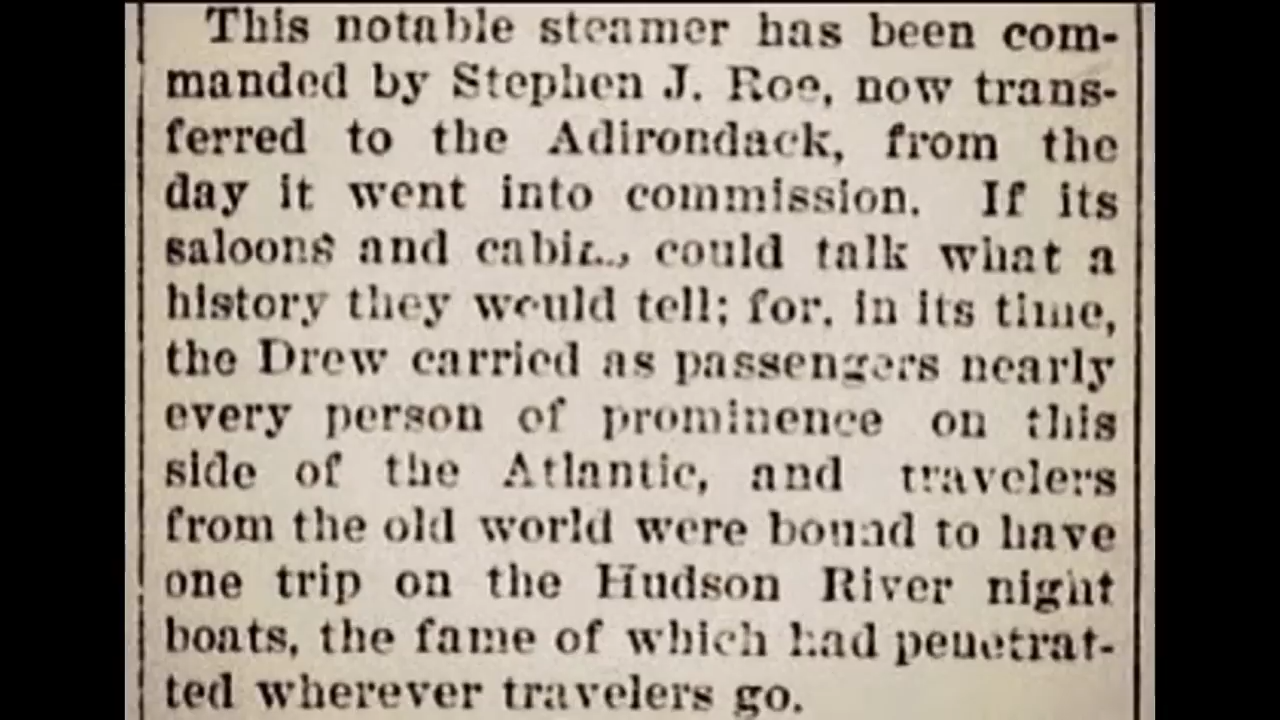 This notable steamer has been com-
manded by Stephen J. Roe, now trans-
ferred to the Adirondack, from the
day it went into commission. If its
saloons and cabins, could talk what a
history they would tell; for, in its time,
the Drew carried as passengers nearly
every person of prominence on this
side of the Atlantic, and travelers
from the old world were bound to have
one trip on the Hudson River night
boats, the fame of which had penetrat-
ted wherever travelers go.